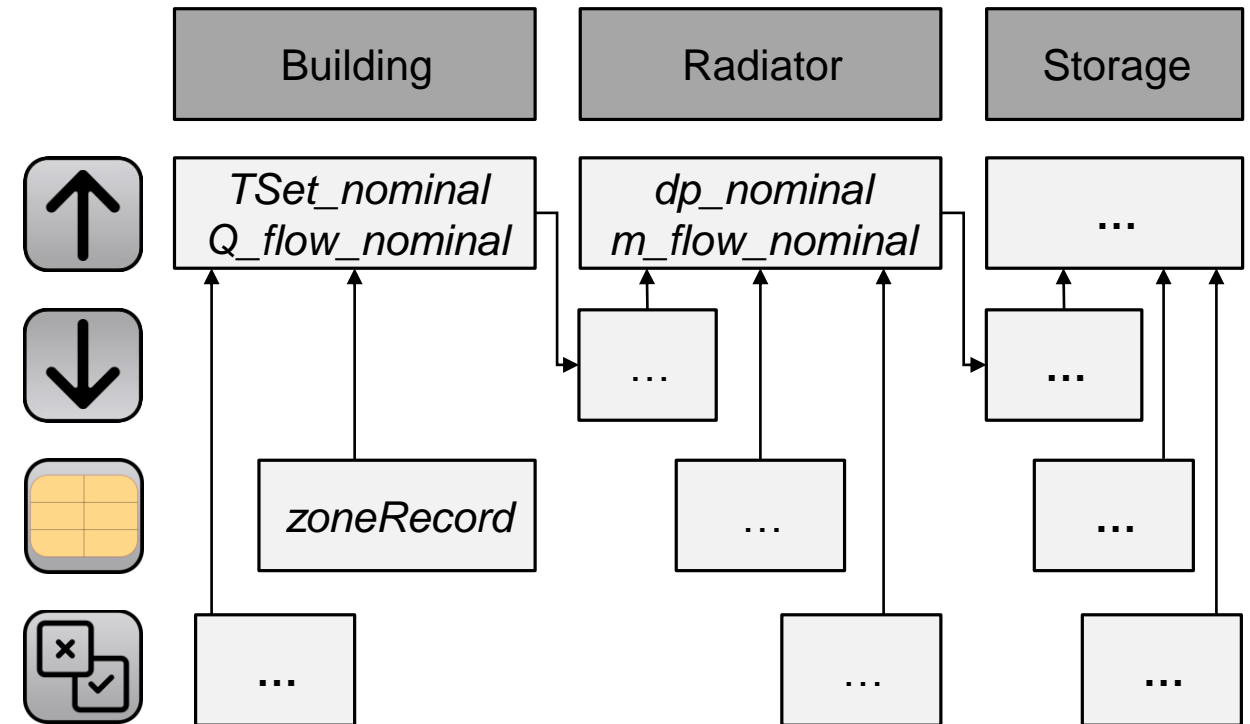 Building
Radiator
Storage
TSet_nominal
Q_flow_nominal
dp_nominal
m_flow_nominal
...
...
...
zoneRecord
...
...
...
...
...